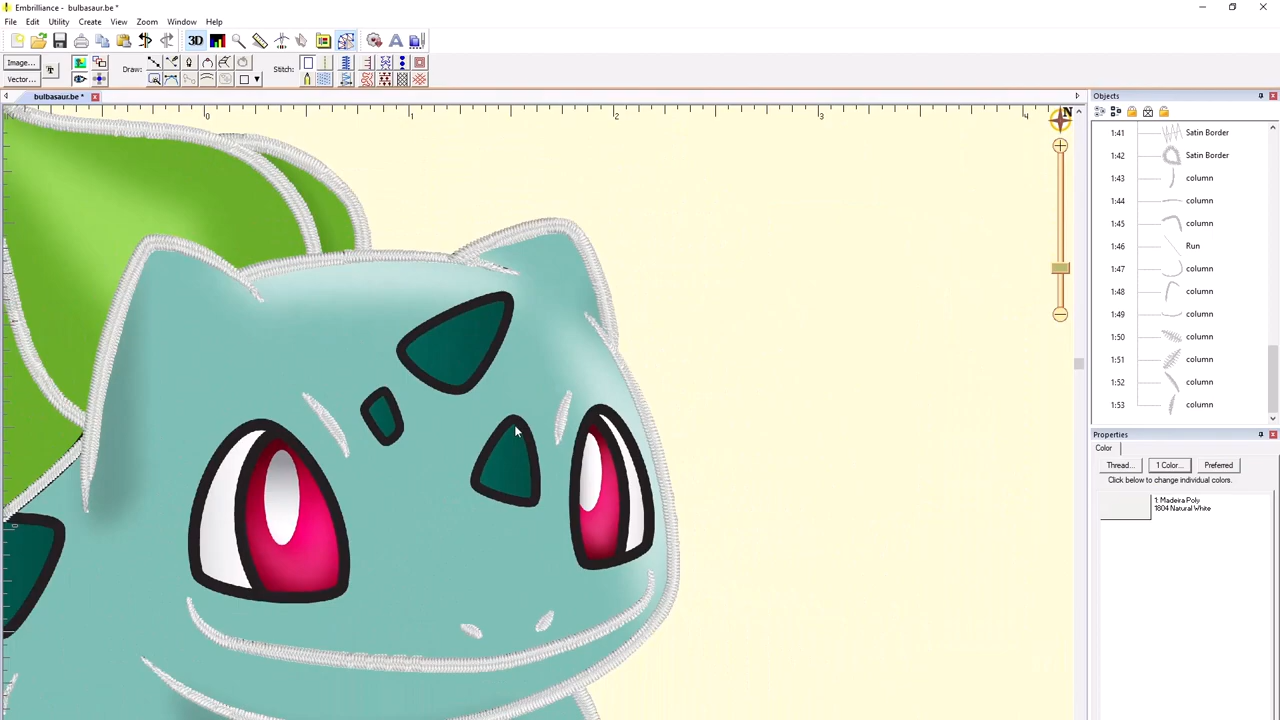 Embrilliance - bulbasaur.be *
File Edit Utility Create View Zoom Window Help
3D A
Image... T Draw: Stitch:
Vector...
bulbasaur.be *
0 1 2 3 4
N
Objects
1:41 Satin Border
1:42 Satin Border
1:43 column
1:44 column
1:45 column
1:46 Run
1:47 column
1:48 column
1:49 column
1:50 column
1:51 column
1:52 column
1:53 column
Properties
Color
Thread... 1 Color... Preferred
Click below to change individual colors.
1: Madeira Poly
1804 Natural White